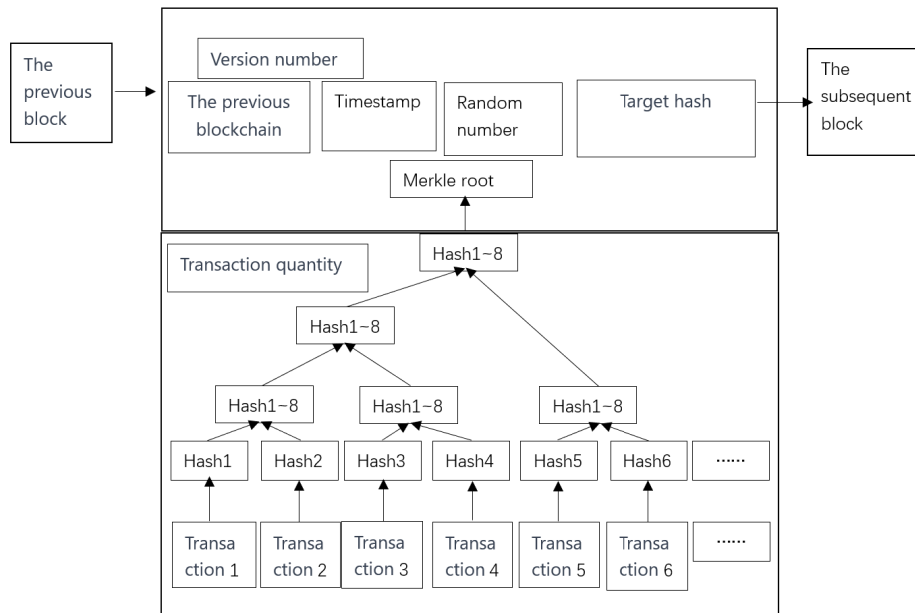 The
previous
block
Version number
The previous
blockchain
Timestamp
Random
number
Target hash
The
subsequent
block
Merkle root
Transaction quantity
Hash1~8
Hash1~8
Hash1~8
Hash1~8
Hash1~8
Hash1
Hash2
Hash3
Hash4
Hash5
Hash6
......
Transa
ction 1
Transa
ction 2
Transa
ction 3
Transa
ction 4
Transa
ction 5
Transa
ction 6
......